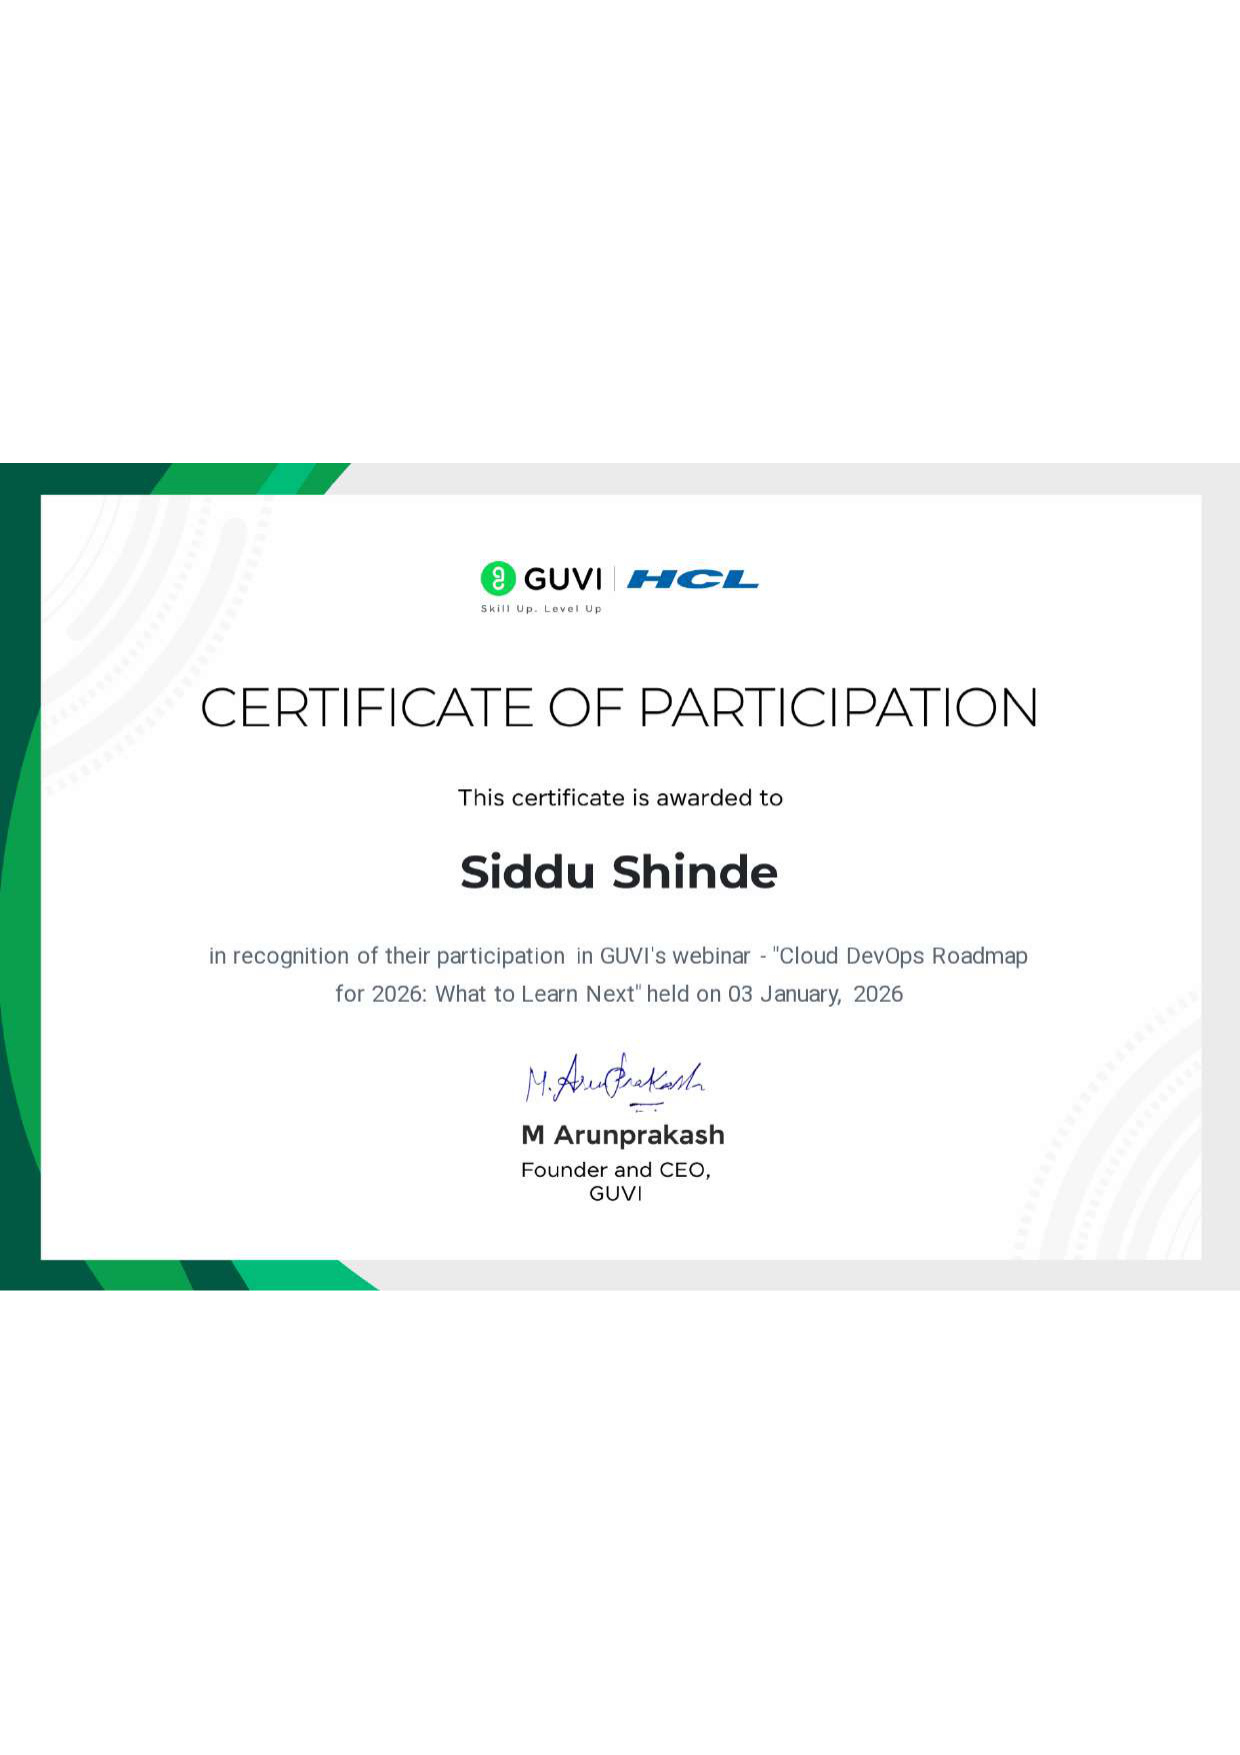 GUVI | HCL
Skill Up. Level Up
CERTIFICATE OF PARTICIPATION
This certificate is awarded to
Siddu Shinde
in recognition of their participation in GUVI's webinar - "Cloud DevOps Roadmap
for 2026: What to Learn Next" held on 03 January, 2026
M. Arunprakash
M Arunprakash
Founder and CEO,
GUVI